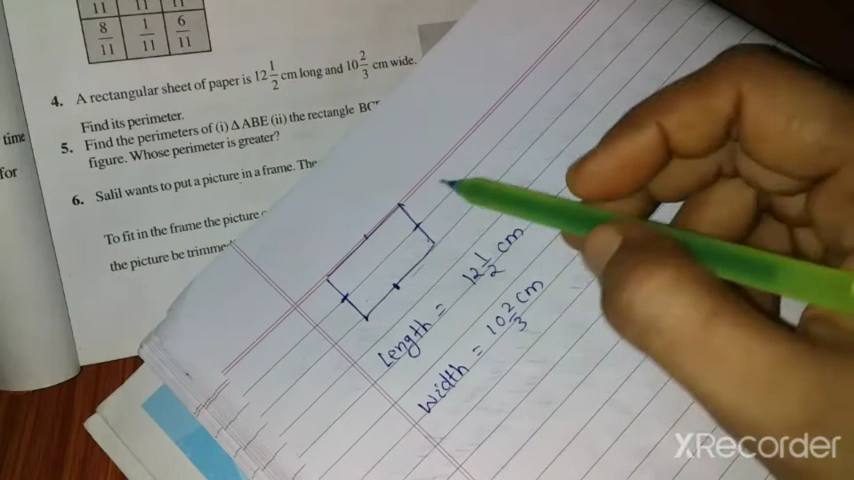 11 11 11
8/11 1/11 6/11
4. A rectangular sheet of paper is 12 1/2 cm long and 10 2/3 cm wide.
Find its perimeter.
5. Find the perimeters of (i) ΔABE (ii) the rectangle
figure. Whose perimeter is greater?
6. Salil wants to put a picture in a frame. The
To fit in the frame the picture
the picture be
time
for
Length = 12 1/2 cm
Width = 10 2/3 cm
XRecorder